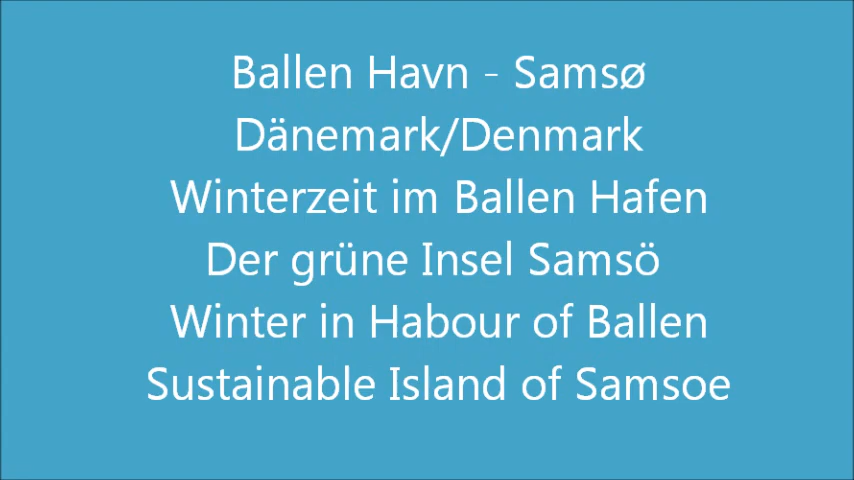 Ballen Havn - Samsø
Dänemark/Denmark
Winterzeit im Ballen Hafen
Der grüne Insel Samsö
Winter in Habour of Ballen
Sustainable Island of Samsoe